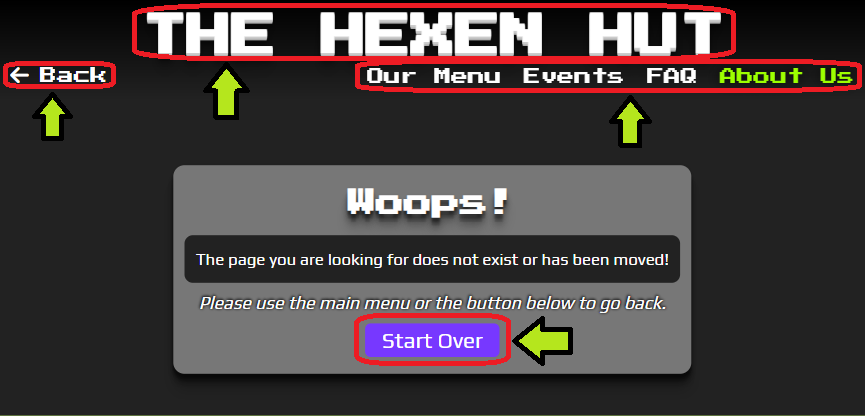 THE HEXEN HUT
← Back
Our Menu Events FAQ About Us
Woops!
The page you are looking for does not exist or has been moved!
Please use the main menu or the button below to go back.
Start Over